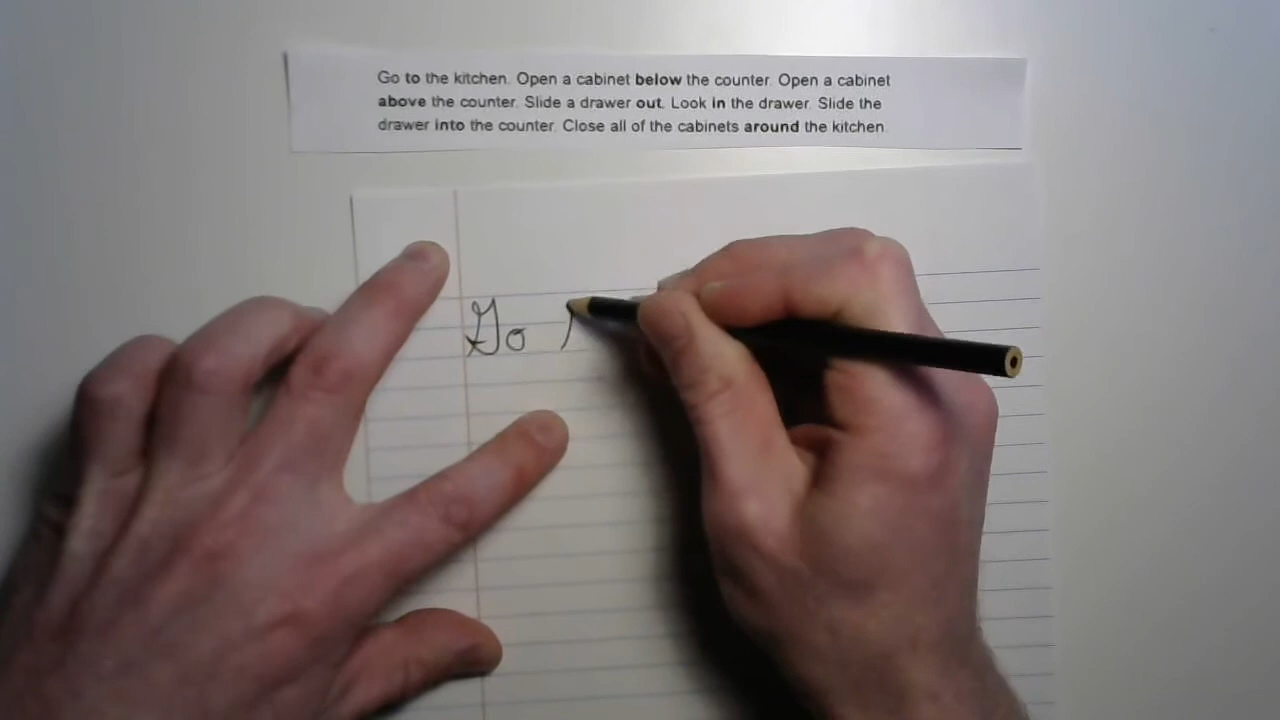 Go to the kitchen. Open a cabinet below the counter. Open a cabinet
above the counter. Slide a drawer out. Look in the drawer. Slide the
drawer into the counter. Close all of the cabinets around the kitchen.
Go